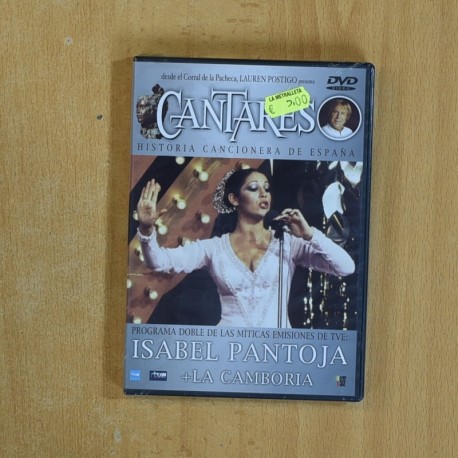 desde el Corral de la Pacheca, LAUREN POSTIGO presenta
DVD
VIDEO
LA METRALLETA
€ 5,00
CANTARES
HISTORIA CANCIONERA DE ESPAÑA
PROGRAMA DOBLE DE LAS MÍTICAS EMISIONES DE TVE:
ISABEL PANTOJA
+LA CAMBORIA